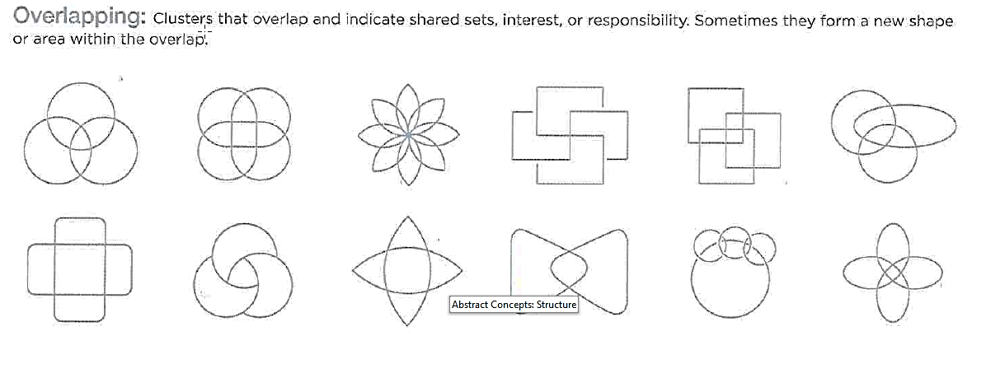 Overlapping: Clusters that overlap and indicate shared sets, interest, or responsibility. Sometimes they form a new shape
or area within the overlap.
Abstract Concepts: Structure